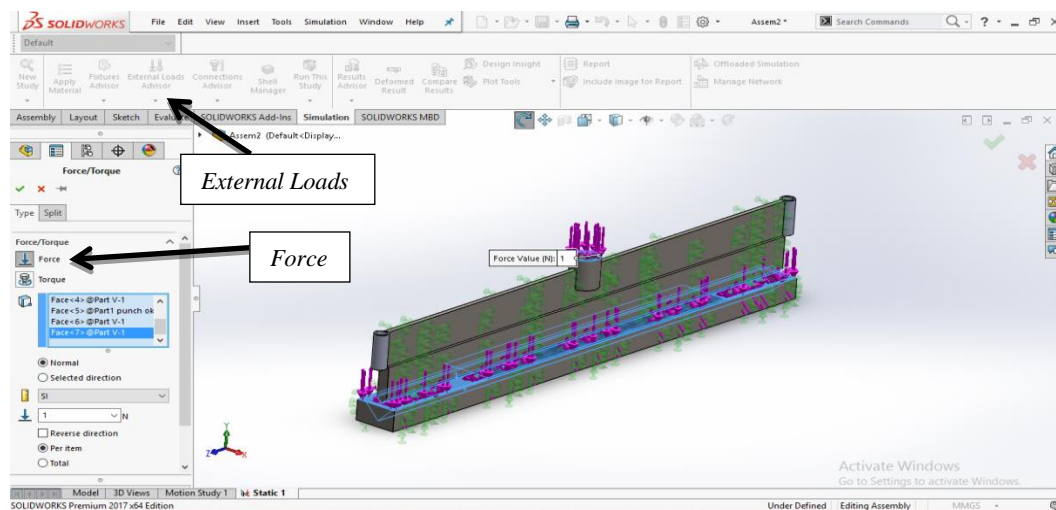 SOLIDWORKS File Edit View Insert Tools Simulation Window Help Assem2 * Search Commands
Default
New Study Apply Material Fixtures Advisor External Loads Advisor Connections Advisor Shell Manager Run This Study Results Advisor Deformed Result Compare Results Design Insight Plot Tools Report Include Image for Report Offloaded Simulation Manage Network
Assembly Layout Sketch Evalu SOLIDWORKS Add-Ins Simulation SOLIDWORKS MBD
Assem2 (Default<Display...
Force/Torque
External Loads
Type Split
Force/Torque
Force
Force
Force Value (N): 1
Torque
Face<4>@Part V-1
Face<5>@Part1 punch ok
Face<6>@Part V-1
Face<7>@Part V-1
Normal
Selected direction
SI
1 N
Reverse direction
Per item
Total
Y
Z X
Activate Windows
Go to Settings to activate Windows.
Model 3D Views Motion Study 1 Static 1
SOLIDWORKS Premium 2017 x64 Edition Under Defined Editing Assembly MMGS